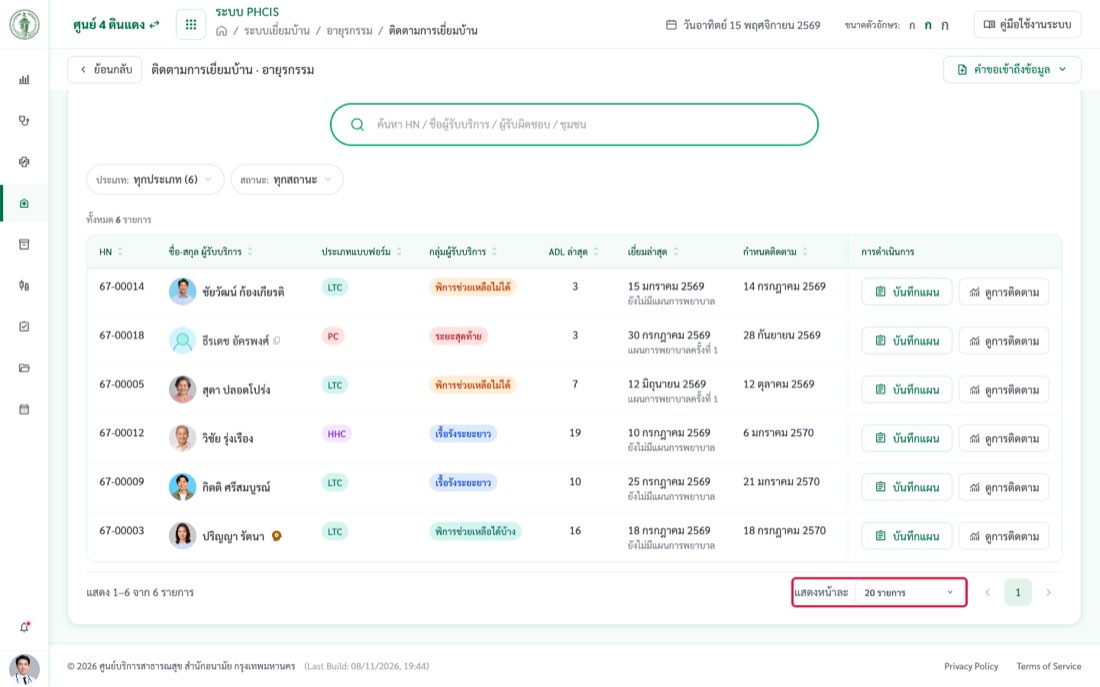 ศูนย์ 4 ดินแดง
ระบบ PHCIS
/ ระบบเยี่ยมบ้าน / อายุรกรรม / ติดตามการเยี่ยมบ้าน
วันอาทิตย์ 15 พฤศจิกายน 2569
ขนาดตัวอักษร: ก ก ก
คู่มือใช้งานระบบ
ย้อนกลับ
ติดตามการเยี่ยมบ้าน · อายุรกรรม
คำขอเข้าถึงข้อมูล
ค้นหา HN / ชื่อผู้รับบริการ / ผู้รับผิดชอบ / ชุมชน
ประเภท: ทุกประเภท (6)
สถานะ: ทุกสถานะ
ทั้งหมด 6 รายการ
HN ชื่อ-สกุล ผู้รับบริการ ประเภทแบบฟอร์ม กลุ่มผู้รับบริการ ADL ล่าสุด เยี่ยมล่าสุด กำหนดติดตาม การดำเนินการ
67-00014 ชัยวัฒน์ ก้องเกียรติ LTC พิการช่วยเหลือไม่ได้ 3 15 มกราคม 2569 14 กรกฎาคม 2569 บันทึกแผน ดูการติดตาม
ยังไม่มีแผนการพยาบาล
67-00018 ธีรเดช อัครพงศ์ PC ระยะสุดท้าย 3 30 กรกฎาคม 2569 28 กันยายน 2569 บันทึกแผน ดูการติดตาม
แผนการพยาบาลครั้งที่ 1
67-00005 สุดา ปลอดโปร่ง LTC พิการช่วยเหลือไม่ได้ 7 12 มิถุนายน 2569 12 ตุลาคม 2569 บันทึกแผน ดูการติดตาม
แผนการพยาบาลครั้งที่ 1
67-00012 วิชัย รุ่งเรือง HHC เรื้อรังระยะยาว 19 10 กรกฎาคม 2569 6 มกราคม 2570 บันทึกแผน ดูการติดตาม
ยังไม่มีแผนการพยาบาล
67-00009 กิตติ ศรีสมบูรณ์ LTC เรื้อรังระยะยาว 10 25 กรกฎาคม 2569 21 มกราคม 2570 บันทึกแผน ดูการติดตาม
ยังไม่มีแผนการพยาบาล
67-00003 ปริญญา รัตนา LTC พิการช่วยเหลือได้บ้าง 16 18 กรกฎาคม 2569 18 กรกฎาคม 2570 บันทึกแผน ดูการติดตาม
ยังไม่มีแผนการพยาบาล
แสดง 1–6 จาก 6 รายการ
แสดงหน้าละ 20 รายการ
1
© 2026 ศูนย์บริการสาธารณสุข สำนักอนามัย กรุงเทพมหานคร (Last Build: 08/11/2026, 19:44)
Privacy Policy Terms of Service